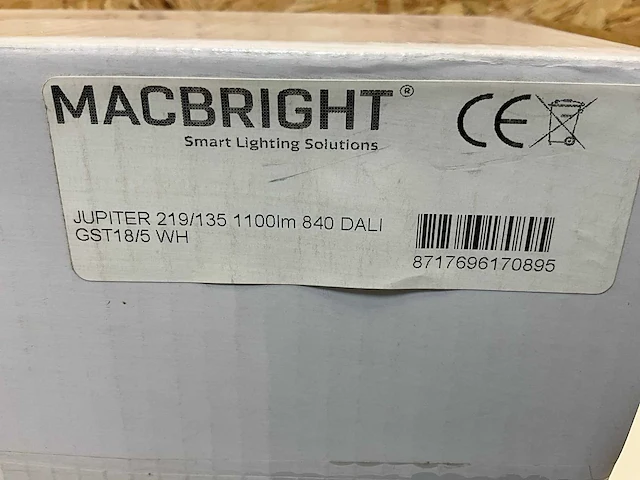 MACBRIGHT®
Smart Lighting Solutions
CE
JUPITER 219/135 1100lm 840 DALI
GST18/5 WH
8717696170895